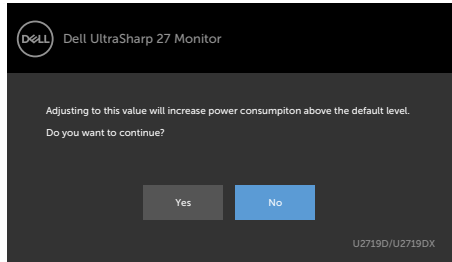 DELL Dell UltraSharp 27 Monitor
Adjusting to this value will increase power consumpiton above the default level.
Do you want to continue?
Yes No
U2719D/U2719DX